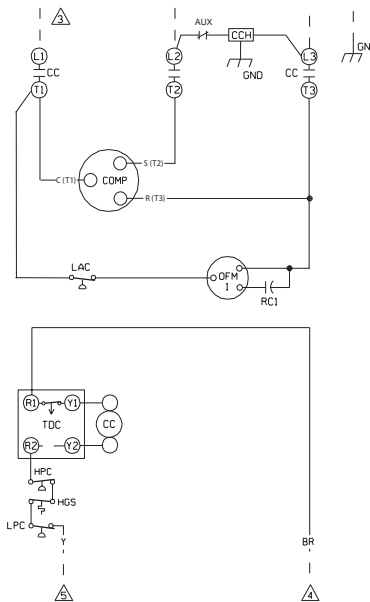 3
AUX
CCH
L1
L2
L3
GN
CC
CC
GND
T1
T2
T3
S (T2)
C (T1)
COMP
R (T3)
LAC
OFM
1
RC1
R1
Y1
TDC
CC
R2
Y2
HPC
HGS
LPC
Y
BR
5
4